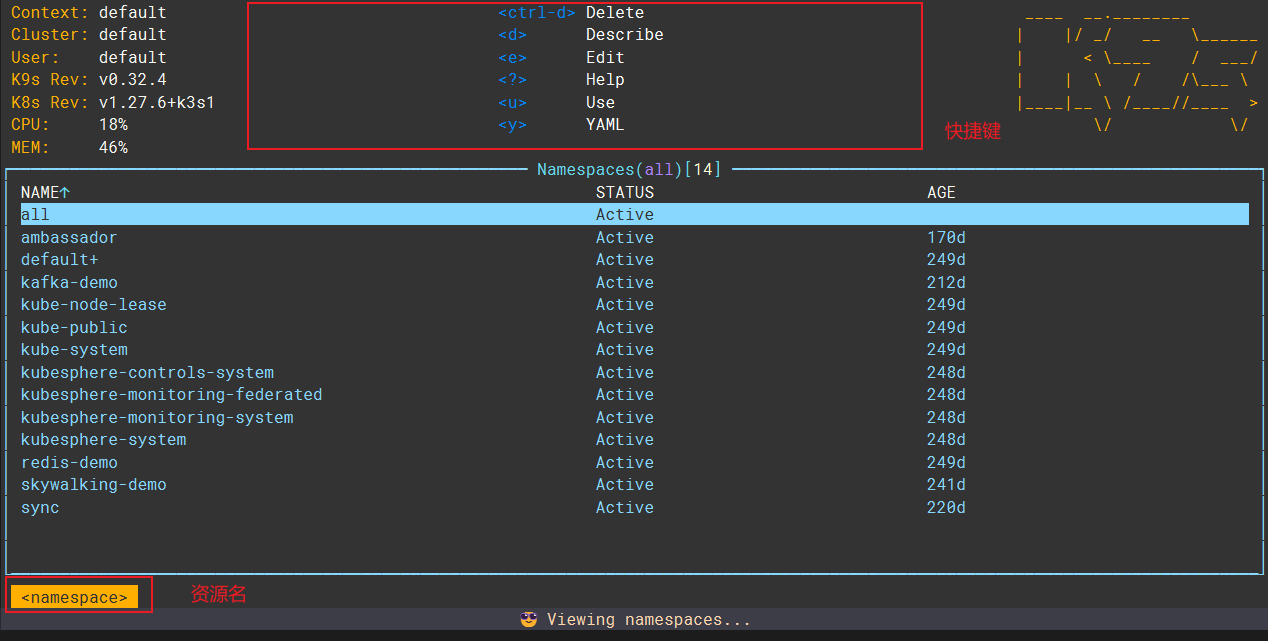 Context: default <ctrl-d> Delete
Cluster: default <d> Describe
User: default <e> Edit
K9s Rev: v0.32.4 <?> Help
K8s Rev: v1.27.6+k3s1 <u> Use
CPU: 18% <y> YAML
快捷键
MEM: 46%
Namespaces(all)[14]
NAME↑ STATUS AGE
all Active
ambassador Active 170d
default+ Active 249d
kafka-demo Active 212d
kube-node-lease Active 249d
kube-public Active 249d
kube-system Active 249d
kubesphere-controls-system Active 248d
kubesphere-monitoring-federated Active 248d
kubesphere-monitoring-system Active 248d
kubesphere-system Active 248d
redis-demo Active 249d
skywalking-demo Active 241d
sync Active 220d
<namespace> 资源名
😎 Viewing namespaces...